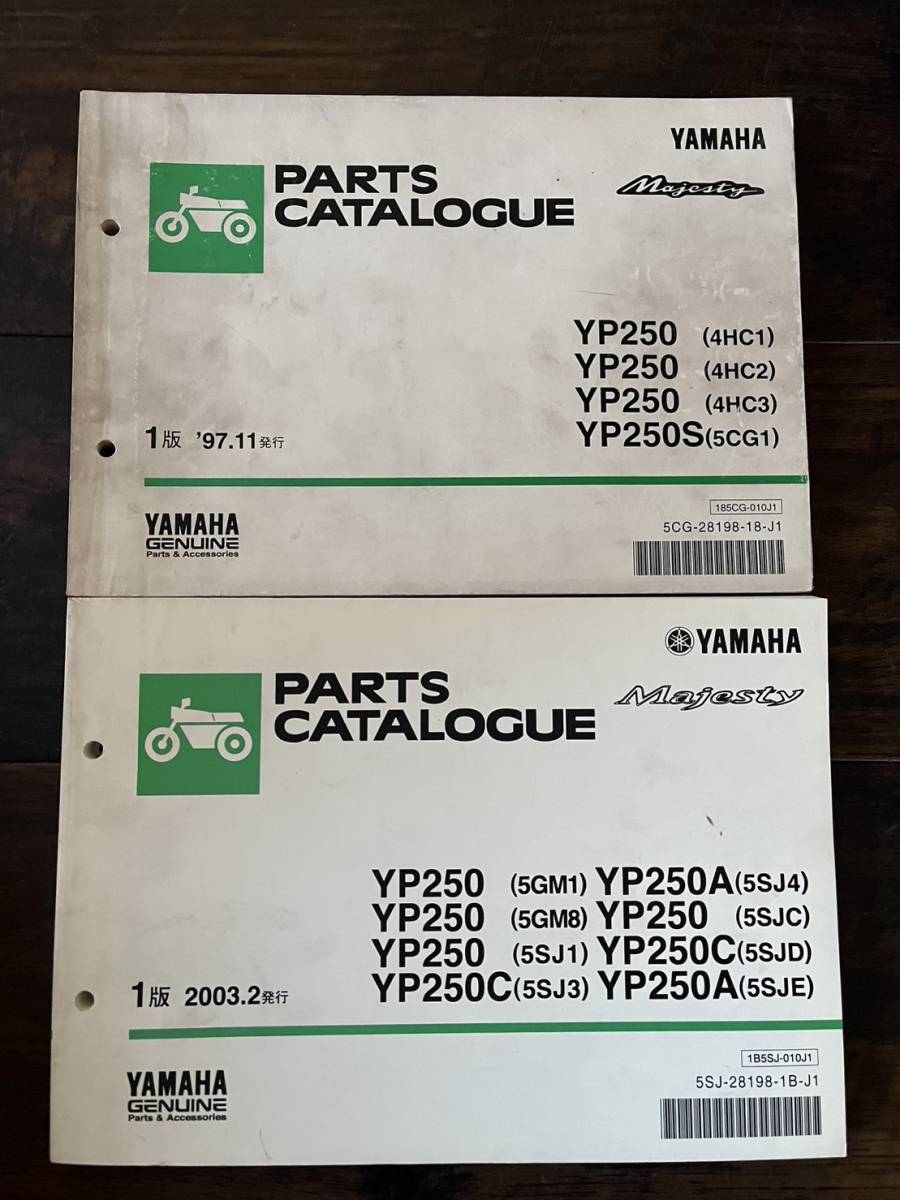 YAMAHA
Majesty
PARTS
CATALOGUE
YP250 (4HC1)
YP250 (4HC2)
YP250 (4HC3)
YP250S(5CG1)
1版 '97.11発行
185CG-010J1
5CG-28198-18-J1
YAMAHA
GENUINE
Parts & Accessories
YAMAHA
Majesty
PARTS
CATALOGUE
YP250 (5GM1) YP250A(5SJ4)
YP250 (5GM8) YP250 (5SJC)
YP250 (5SJ1) YP250C(5SJD)
YP250C(5SJ3) YP250A(5SJE)
1版 2003.2発行
1B5SJ-010J1
5SJ-28198-1B-J1
YAMAHA
GENUINE
Parts & Accessories